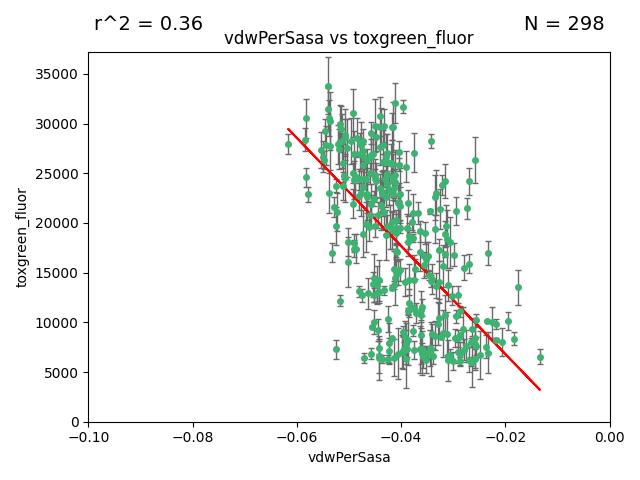 r^2 = 0.36
N = 298
vdwPerSasa vs toxgreen_fluor
35000
30000
25000
20000
15000
10000
5000
0
toxgreen_fluor
−0.10
−0.08
−0.06
−0.04
−0.02
0.00
vdwPerSasa